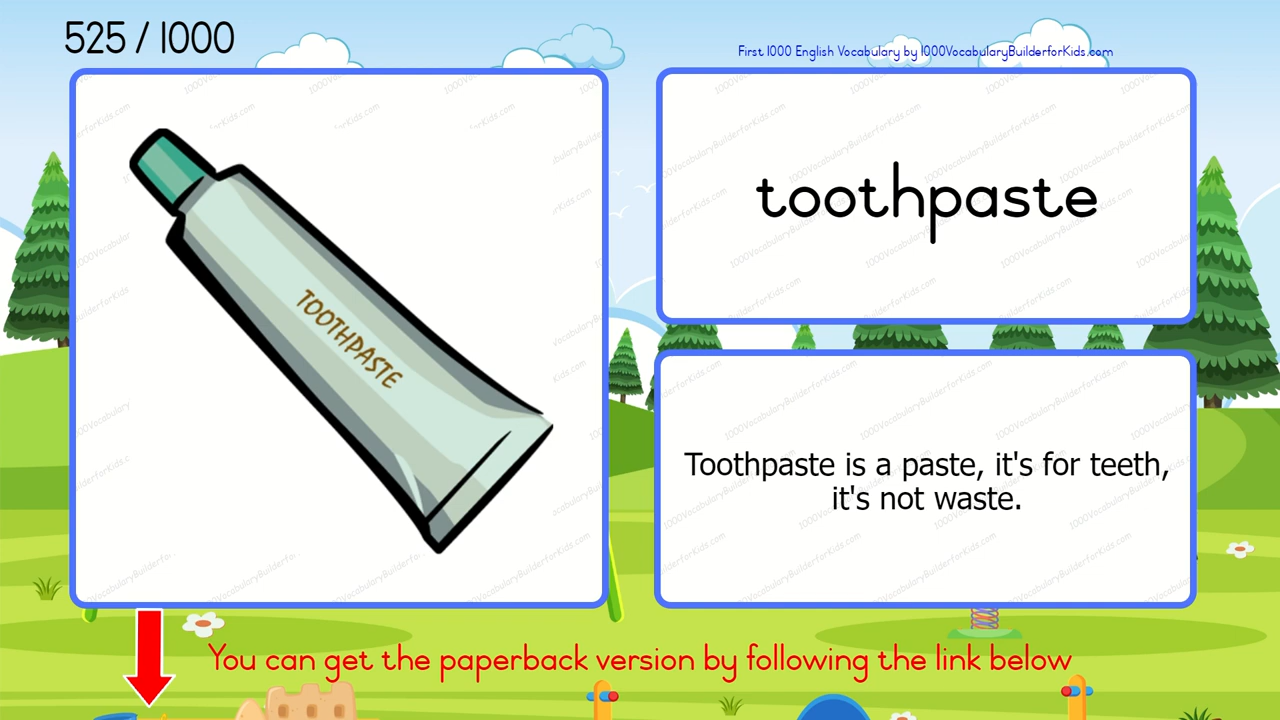 525 / 1000
First 1000 English Vocabulary by 1000VocabularyBuilderforKids.com
TOOTHPASTE
toothpaste
Toothpaste is a paste, it's for teeth,
it's not waste.
You can get the paperback version by following the link below